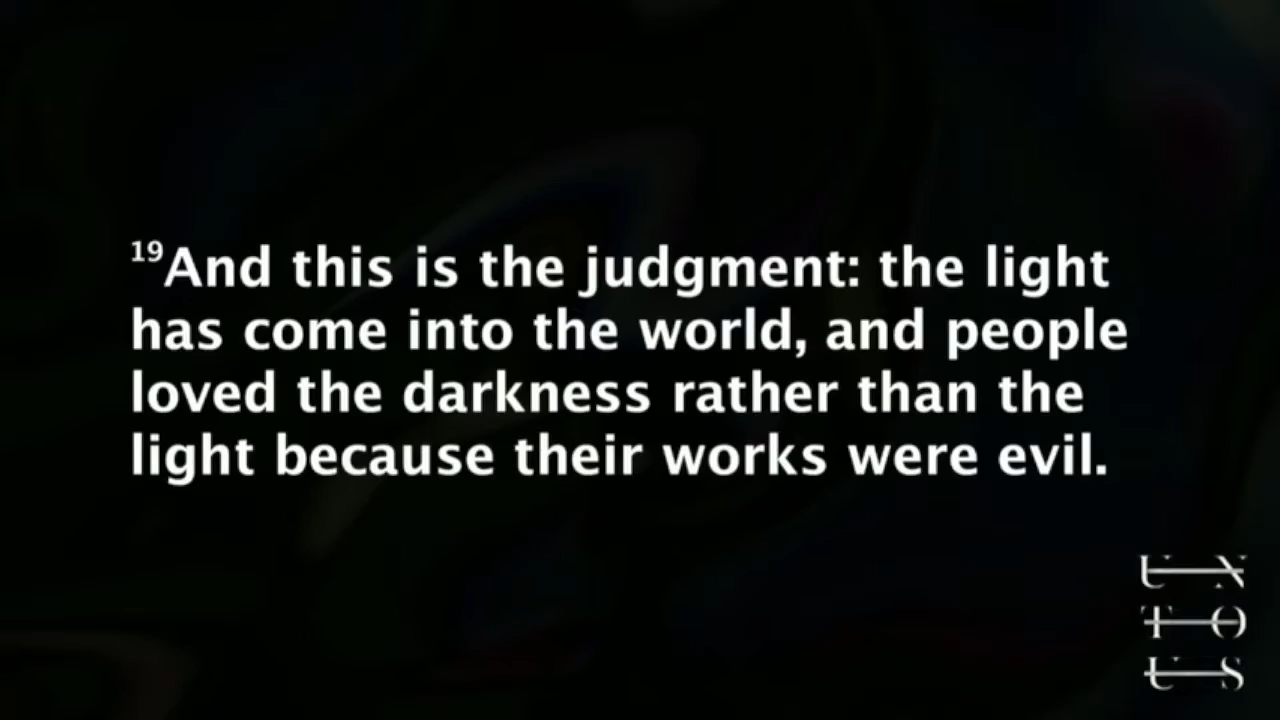 19And this is the judgment: the light
has come into the world, and people
loved the darkness rather than the
light because their works were evil.
U N
T O
U S